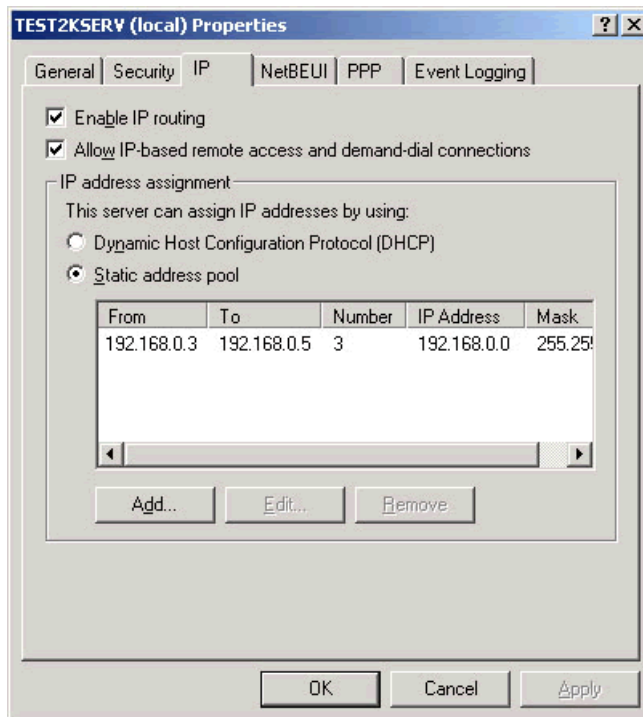 TEST2KSERV (local) Properties
General Security IP NetBEUI PPP Event Logging
Enable IP routing
Allow IP-based remote access and demand-dial connections
IP address assignment
This server can assign IP addresses by using:
Dynamic Host Configuration Protocol (DHCP)
Static address pool
From To Number IP Address Mask
192.168.0.3 192.168.0.5 3 192.168.0.0 255.25
Add... Edit... Remove
OK Cancel Apply